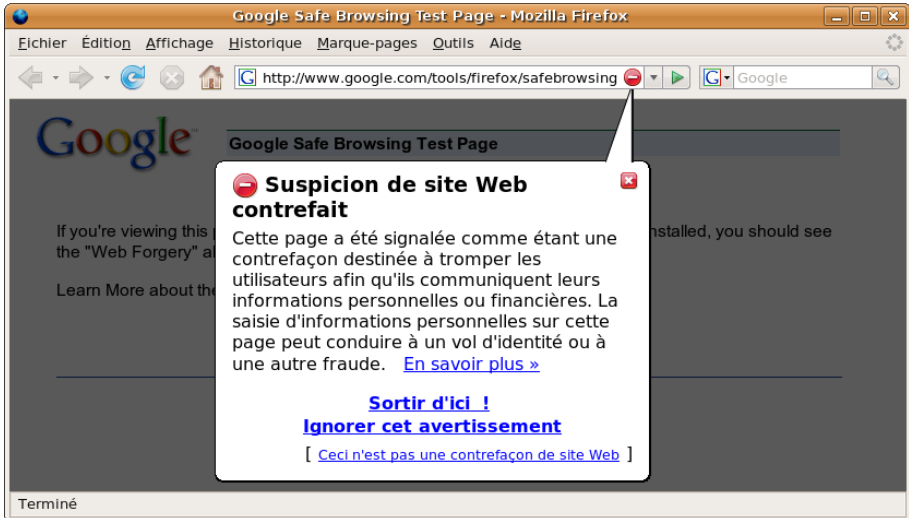 Google Safe Browsing Test Page - Mozilla Firefox
Fichier Édition Affichage Historique Marque-pages Outils Aide
G http://www.google.com/tools/firefox/safebrowsing G Google
Google™
Google Safe Browsing Test Page
Suspicion de site Web
contrefait
If you're viewing this
nstalled, you should see
the "Web Forgery" al
Learn More about the
Cette page a été signalée comme étant une
contrefaçon destinée à tromper les
utilisateurs afin qu'ils communiquent leurs
informations personnelles ou financières. La
saisie d'informations personnelles sur cette
page peut conduire à un vol d'identité ou à
une autre fraude. En savoir plus »
Sortir d'ici !
Ignorer cet avertissement
[ Ceci n'est pas une contrefaçon de site Web ]
Terminé